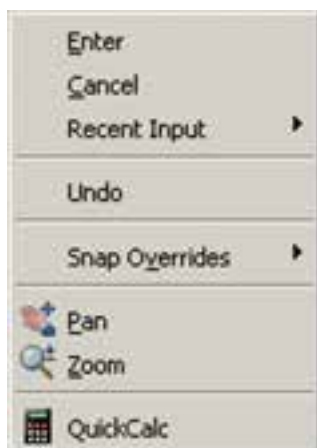 Enter
Cancel
Recent Input
Undo
Snap Overrides
Pan
Zoom
QuickCalc